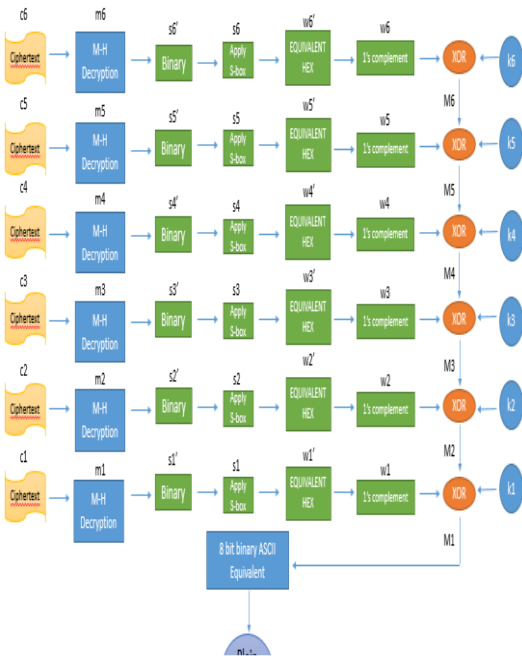 c6 m6 s6' s6 w6' w6
Ciphertext M-H Decryption Binary Apply S-box EQUIVALENT HEX 1's complement XOR k6
M6
c5 m5 s5' s5 w5' w5
Ciphertext M-H Decryption Binary Apply S-box EQUIVALENT HEX 1's complement XOR k5
M5
c4 m4 s4' s4 w4' w4
Ciphertext M-H Decryption Binary Apply S-box EQUIVALENT HEX 1's complement XOR k4
M4
c3 m3 s3' s3 w3' w3
Ciphertext M-H Decryption Binary Apply S-box EQUIVALENT HEX 1's complement XOR k3
M3
c2 m2 s2' s2 w2' w2
Ciphertext M-H Decryption Binary Apply S-box EQUIVALENT HEX 1's complement XOR k2
M2
c1 m1 s1' s1 w1' w1
Ciphertext M-H Decryption Binary Apply S-box EQUIVALENT HEX 1's complement XOR k1
M1
8 bit binary ASCII
Equivalent